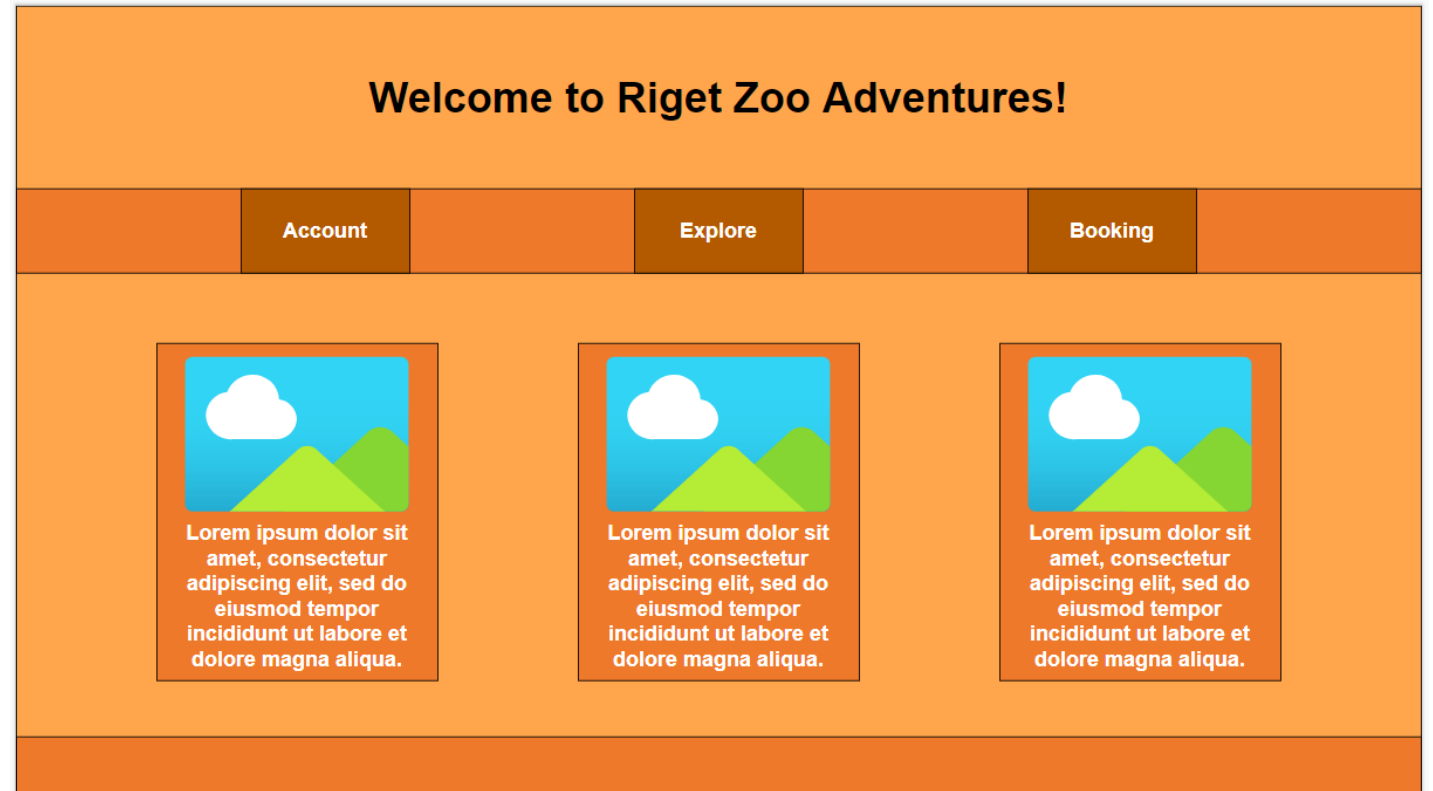 Welcome to Riget Zoo Adventures!
Account
Explore
Booking
Lorem ipsum dolor sit
amet, consectetur
adipiscing elit, sed do
eiusmod tempor
incididunt ut labore et
dolore magna aliqua.
Lorem ipsum dolor sit
amet, consectetur
adipiscing elit, sed do
eiusmod tempor
incididunt ut labore et
dolore magna aliqua.
Lorem ipsum dolor sit
amet, consectetur
adipiscing elit, sed do
eiusmod tempor
incididunt ut labore et
dolore magna aliqua.